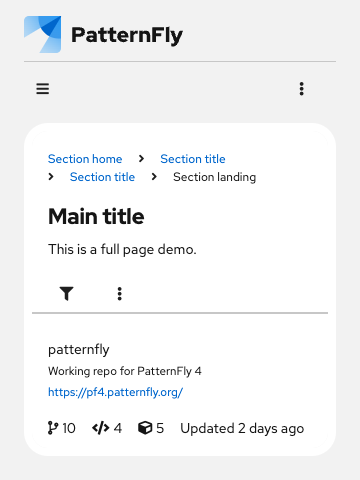 PatternFly
Section home Section title
Section title Section landing
Main title
This is a full page demo.
patternfly
Working repo for PatternFly 4
https://pf4.patternfly.org/
10 4 5 Updated 2 days ago